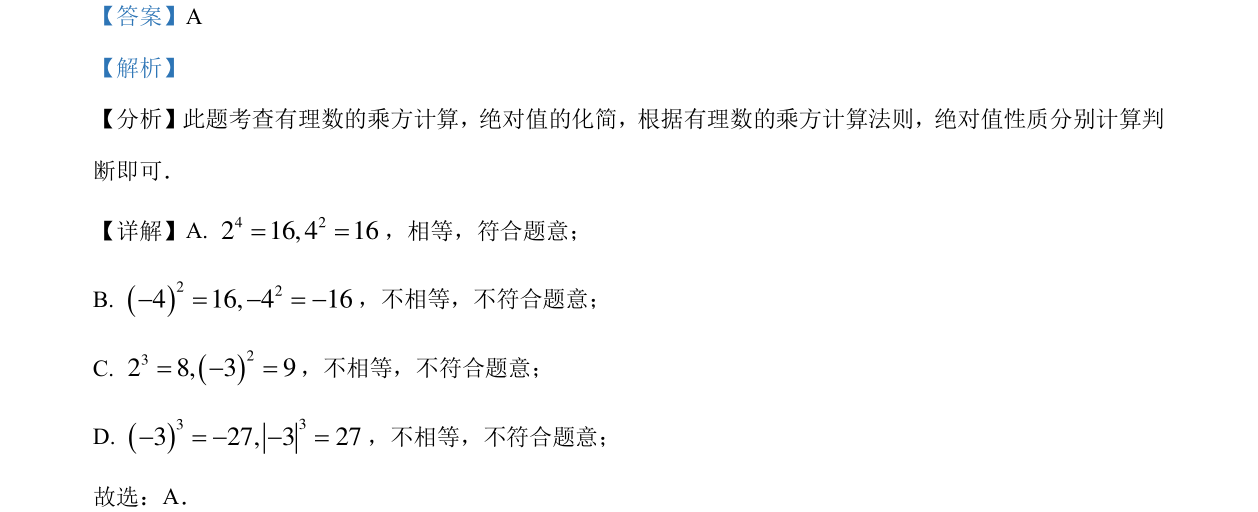 【答案】A
【解析】
【分析】此题考查有理数的乘方计算，绝对值的化简，根据有理数的乘方计算法则，绝对值性质分别计算判
断即可．
【详解】A. 2⁴ =16,4² =16，相等，符合题意；
B. (−4)² =16,−4² = −16，不相等，不符合题意；
C. 2³ =8,(−3)² =9，不相等，不符合题意；
D. (−3)³ = −27,|−3|³ = 27，不相等，不符合题意；
故选：A．